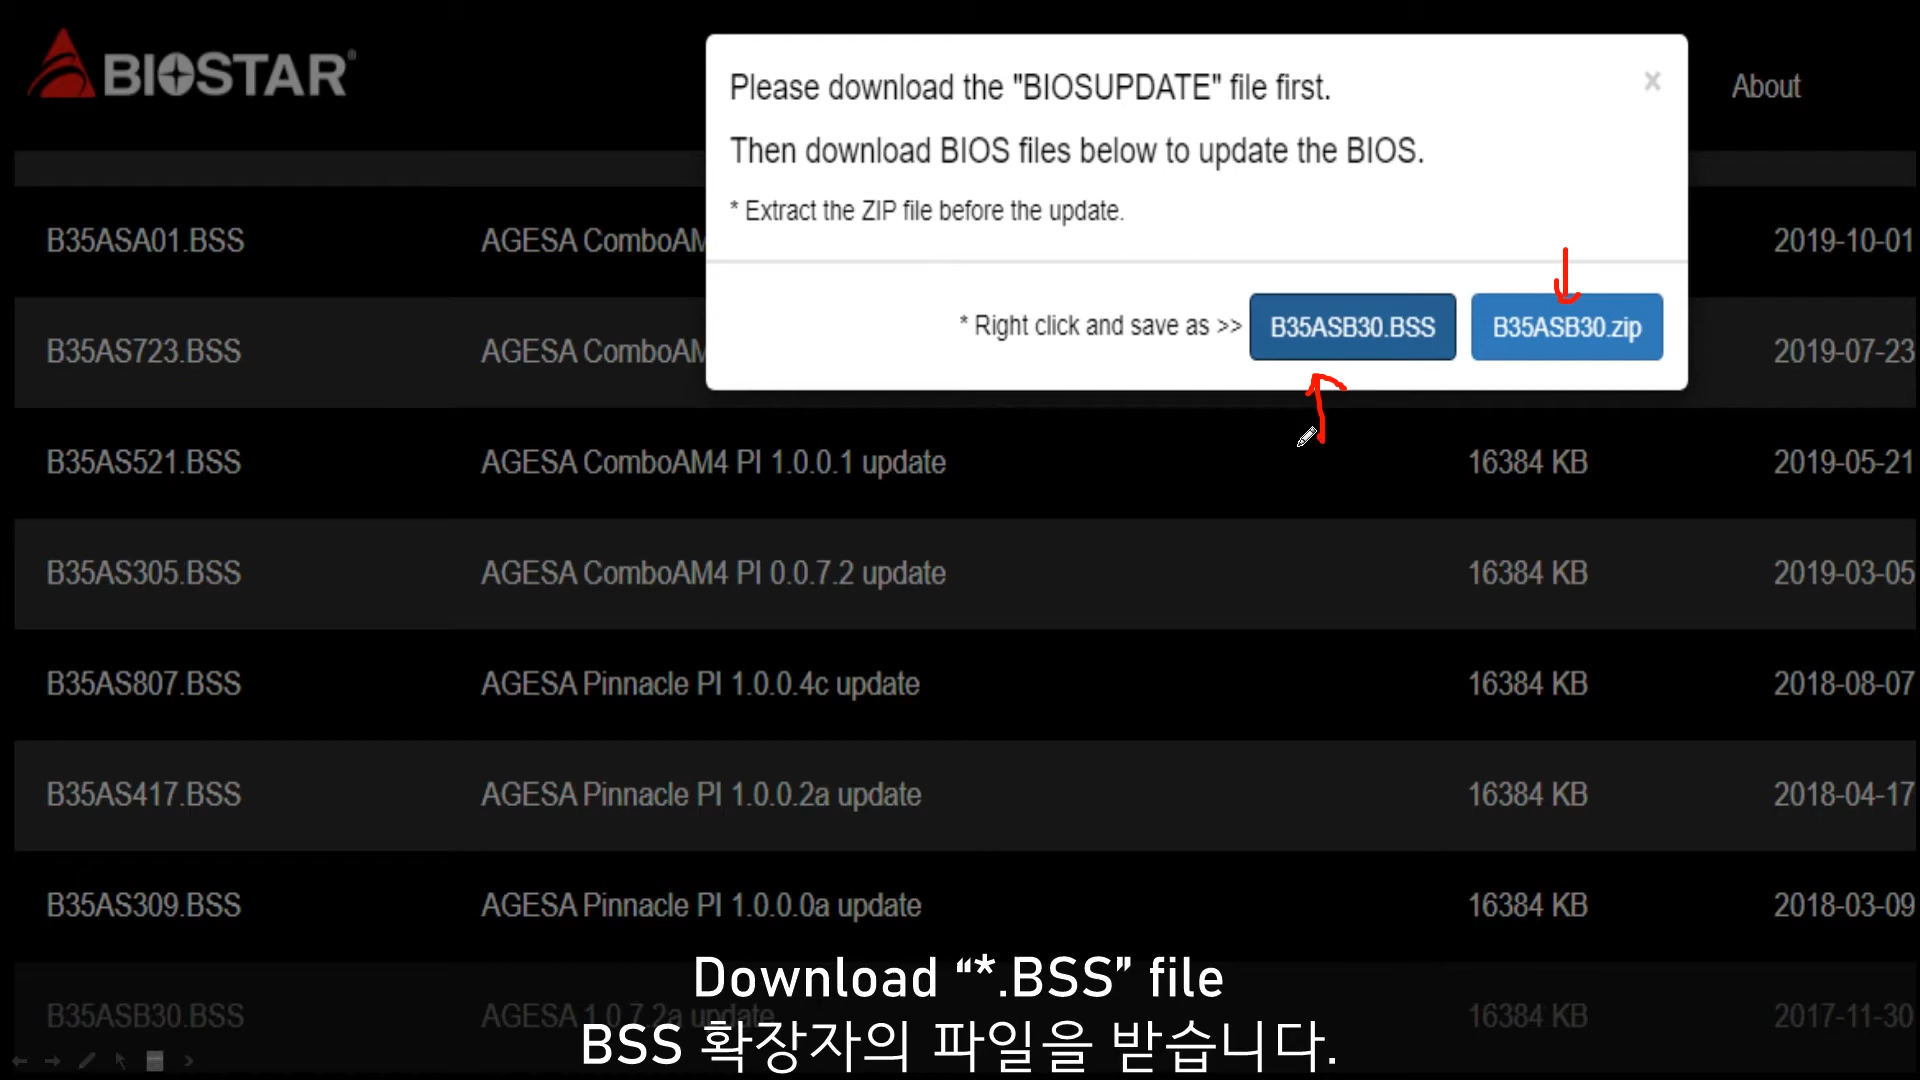 BIOSTAR®
Please download the "BIOSUPDATE" file first.
×
About
Then download BIOS files below to update the BIOS.
* Extract the ZIP file before the update.
B35ASA01.BSS AGESA ComboAM 2019-10-01
* Right click and save as >> B35ASB30.BSS B35ASB30.zip
B35AS723.BSS AGESA ComboAM 2019-07-23
B35AS521.BSS AGESA ComboAM4 PI 1.0.0.1 update 16384 KB 2019-05-21
B35AS305.BSS AGESA ComboAM4 PI 0.0.7.2 update 16384 KB 2019-03-05
B35AS807.BSS AGESA Pinnacle PI 1.0.0.4c update 16384 KB 2018-08-07
B35AS417.BSS AGESA Pinnacle PI 1.0.0.2a update 16384 KB 2018-04-17
B35AS309.BSS AGESA Pinnacle PI 1.0.0.0a update 16384 KB 2018-03-09
B35ASB30.BSS AGESA 1.0.7.2a update 16384 KB 2017-11-30
Download “*.BSS” file
BSS 확장자의 파일을 받습니다.